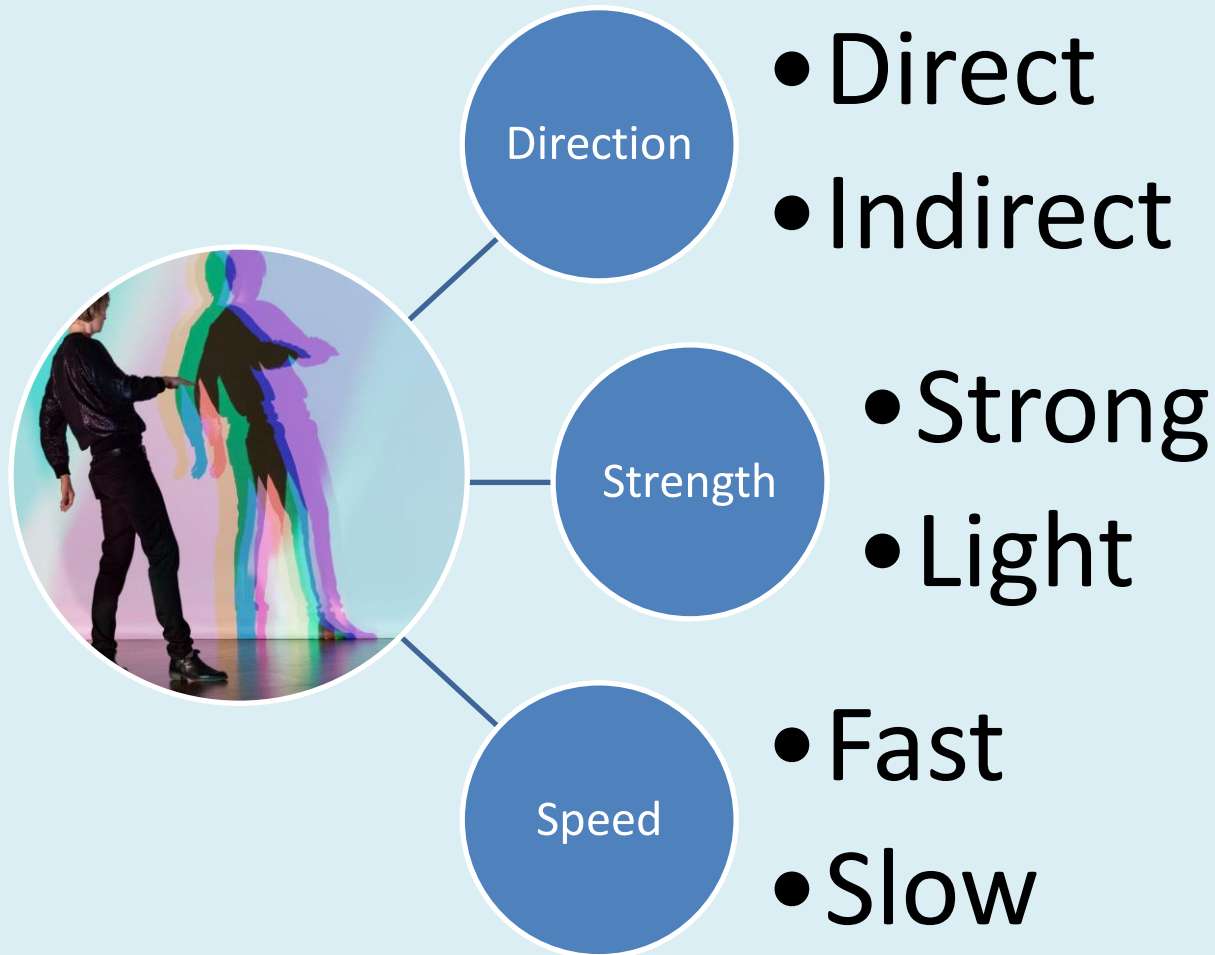 Direction
• Direct
• Indirect
Strength
• Strong
• Light
Speed
• Fast
• Slow